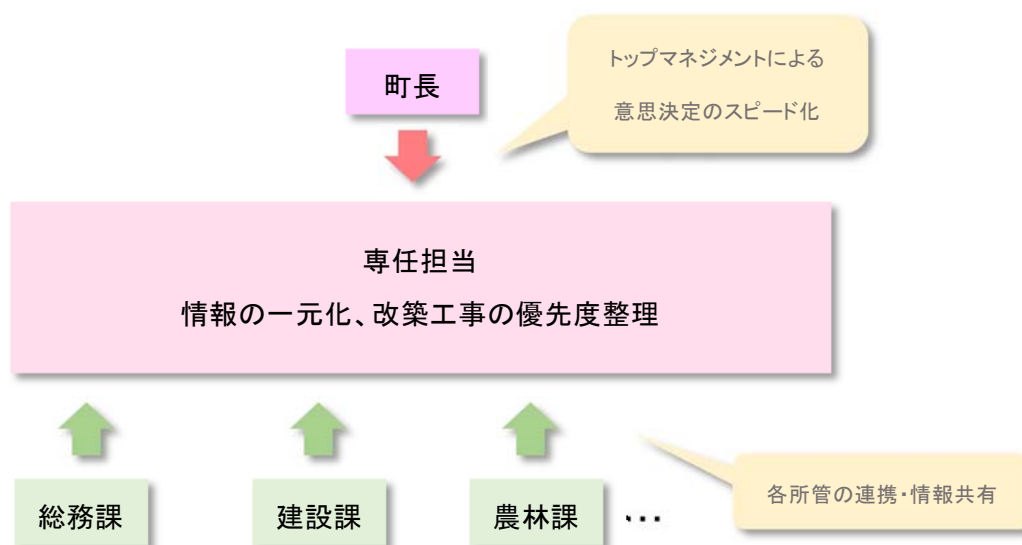 町長
トップマネジメントによる
意思決定のスピード化
専任担当
情報の一元化、改築工事の優先度整理
総務課
建設課
農林課
…
各所管の連携・情報共有